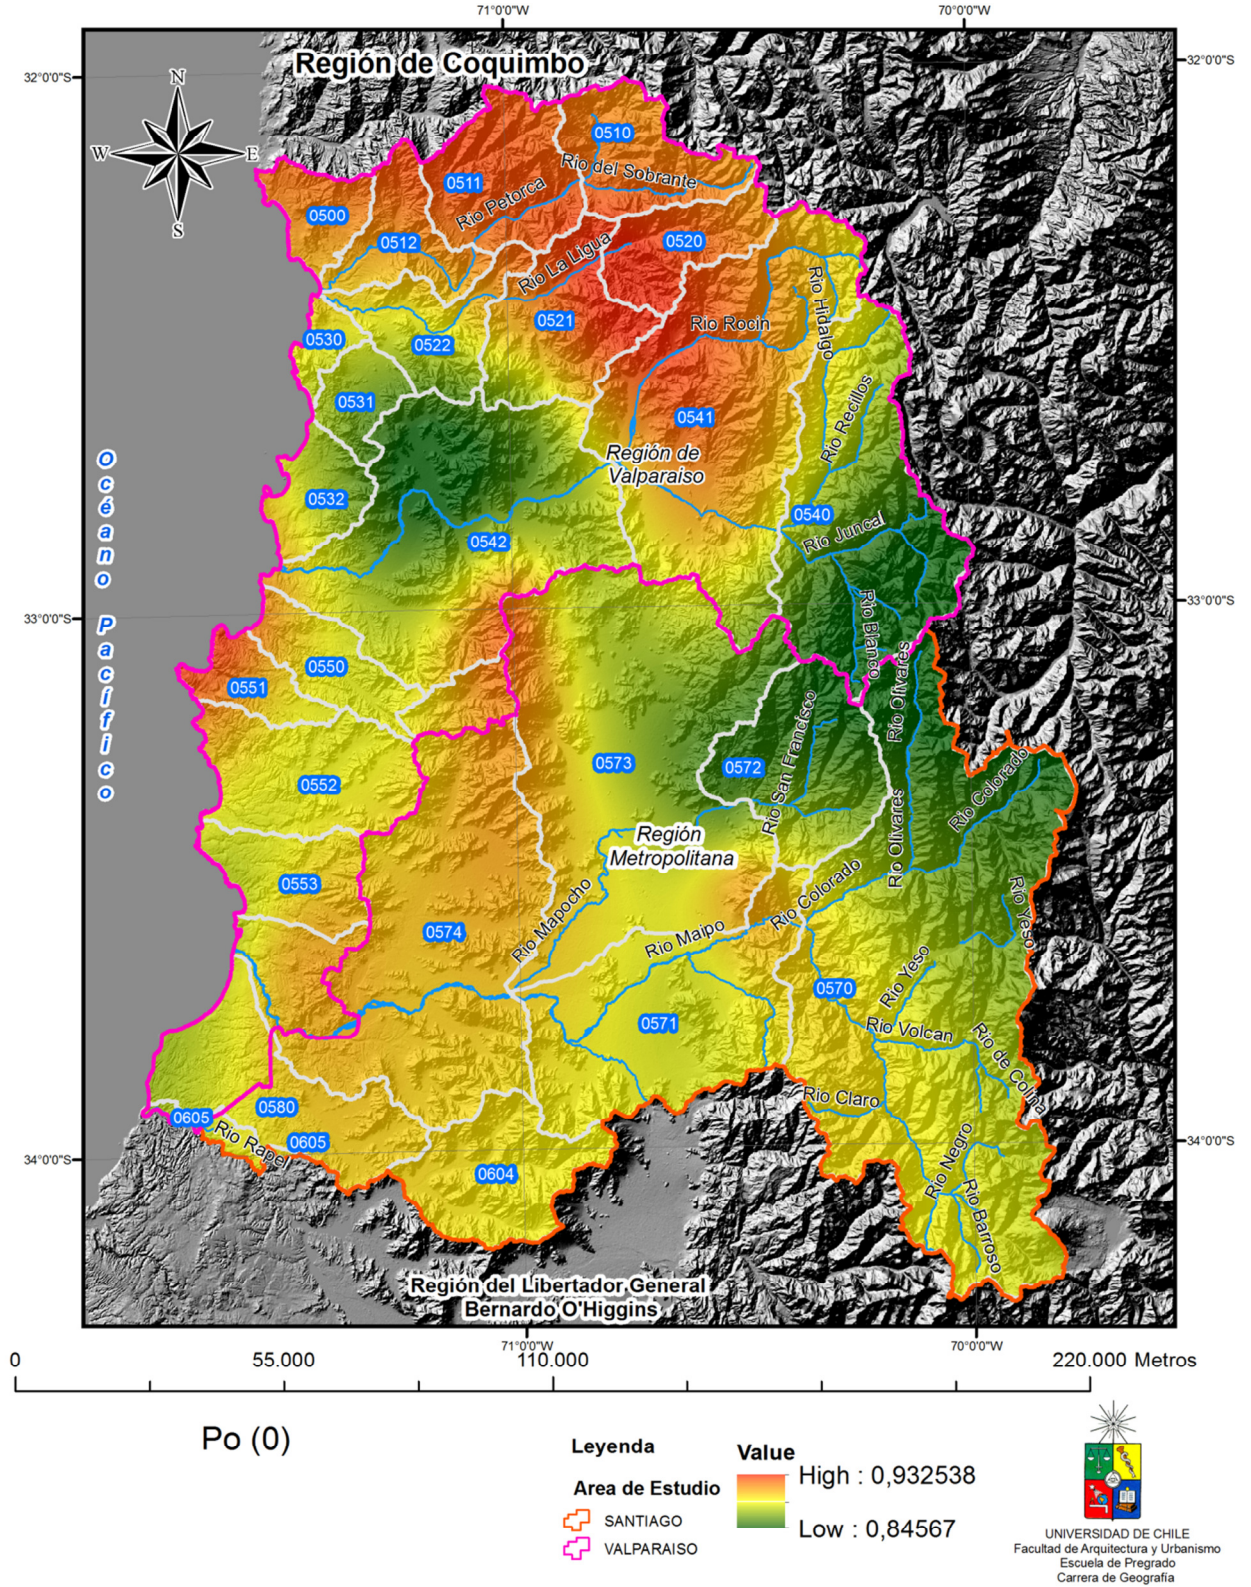 71°0'0"W
70°0'0"W
Región de Coquimbo
32°0'0"S
32°0'0"S
N
W
E
S
0510
Rio del Sobrante
0511
Rio Petorca
0500
0512
0520
Rio La Ligua
Rio Hidalgo
0521
Rio Rocin
0530
0522
0531
Rio Recillos
0541
Región de
Valparaiso
Océano Pacífico
0532
0540
Rio Juncal
0542
33°0'0"S
33°0'0"S
Rio Blanco
Rio Olivares
0550
0551
Rio San Francisco
0573
0572
0552
Rio Colorado
Rio Olivares
Región
Metropolitana
0553
Rio Colorado
Rio Mapocho
Rio Yeso
0574
Rio Maipo
Rio Yeso
0570
0571
Rio Volcan
Rio de Colina
Rio Claro
0580
0605
Rio Rapel
0605
Rio Negro
34°0'0"S
34°0'0"S
0604
Rio Barroso
Región del Libertador General
Bernardo O'Higgins
71°0'0"W
70°0'0"W
0
55.000
110.000
220.000 Metros
Po (0)
Leyenda
Area de Estudio
SANTIAGO
VALPARAISO
Value
High : 0,932538
Low : 0,84567
UNIVERSIDAD DE CHILE
Facultad de Arquitectura y Urbanismo
Escuela de Pregrado
Carrera de Geografía